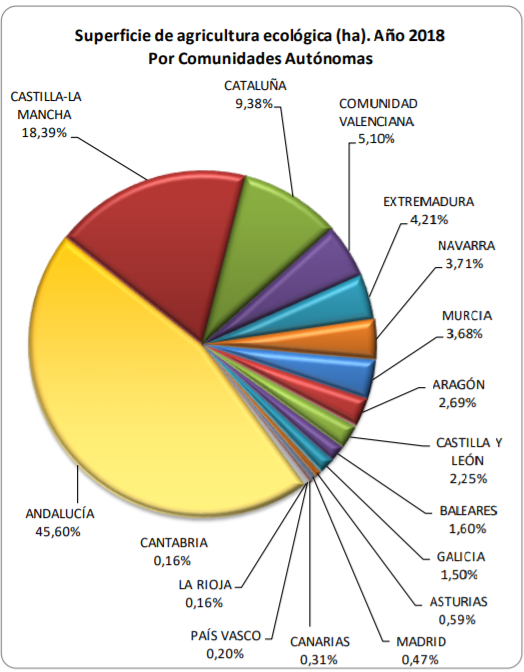 Superficie de agricultura ecológica (ha). Año 2018
Por Comunidades Autónomas
CASTILLA-LA
MANCHA
18,39%
CATALUÑA
9,38%
COMUNIDAD
VALENCIANA
5,10%
EXTREMADURA
4,21%
NAVARRA
3,71%
MURCIA
3,68%
ARAGÓN
2,69%
CASTILLA Y
LEÓN
2,25%
BALEARES
1,60%
GALICIA
1,50%
ASTURIAS
0,59%
MADRID
0,47%
CANARIAS
0,31%
PAÍS VASCO
0,20%
LA RIOJA
0,16%
CANTABRIA
0,16%
ANDALUCÍA
45,60%